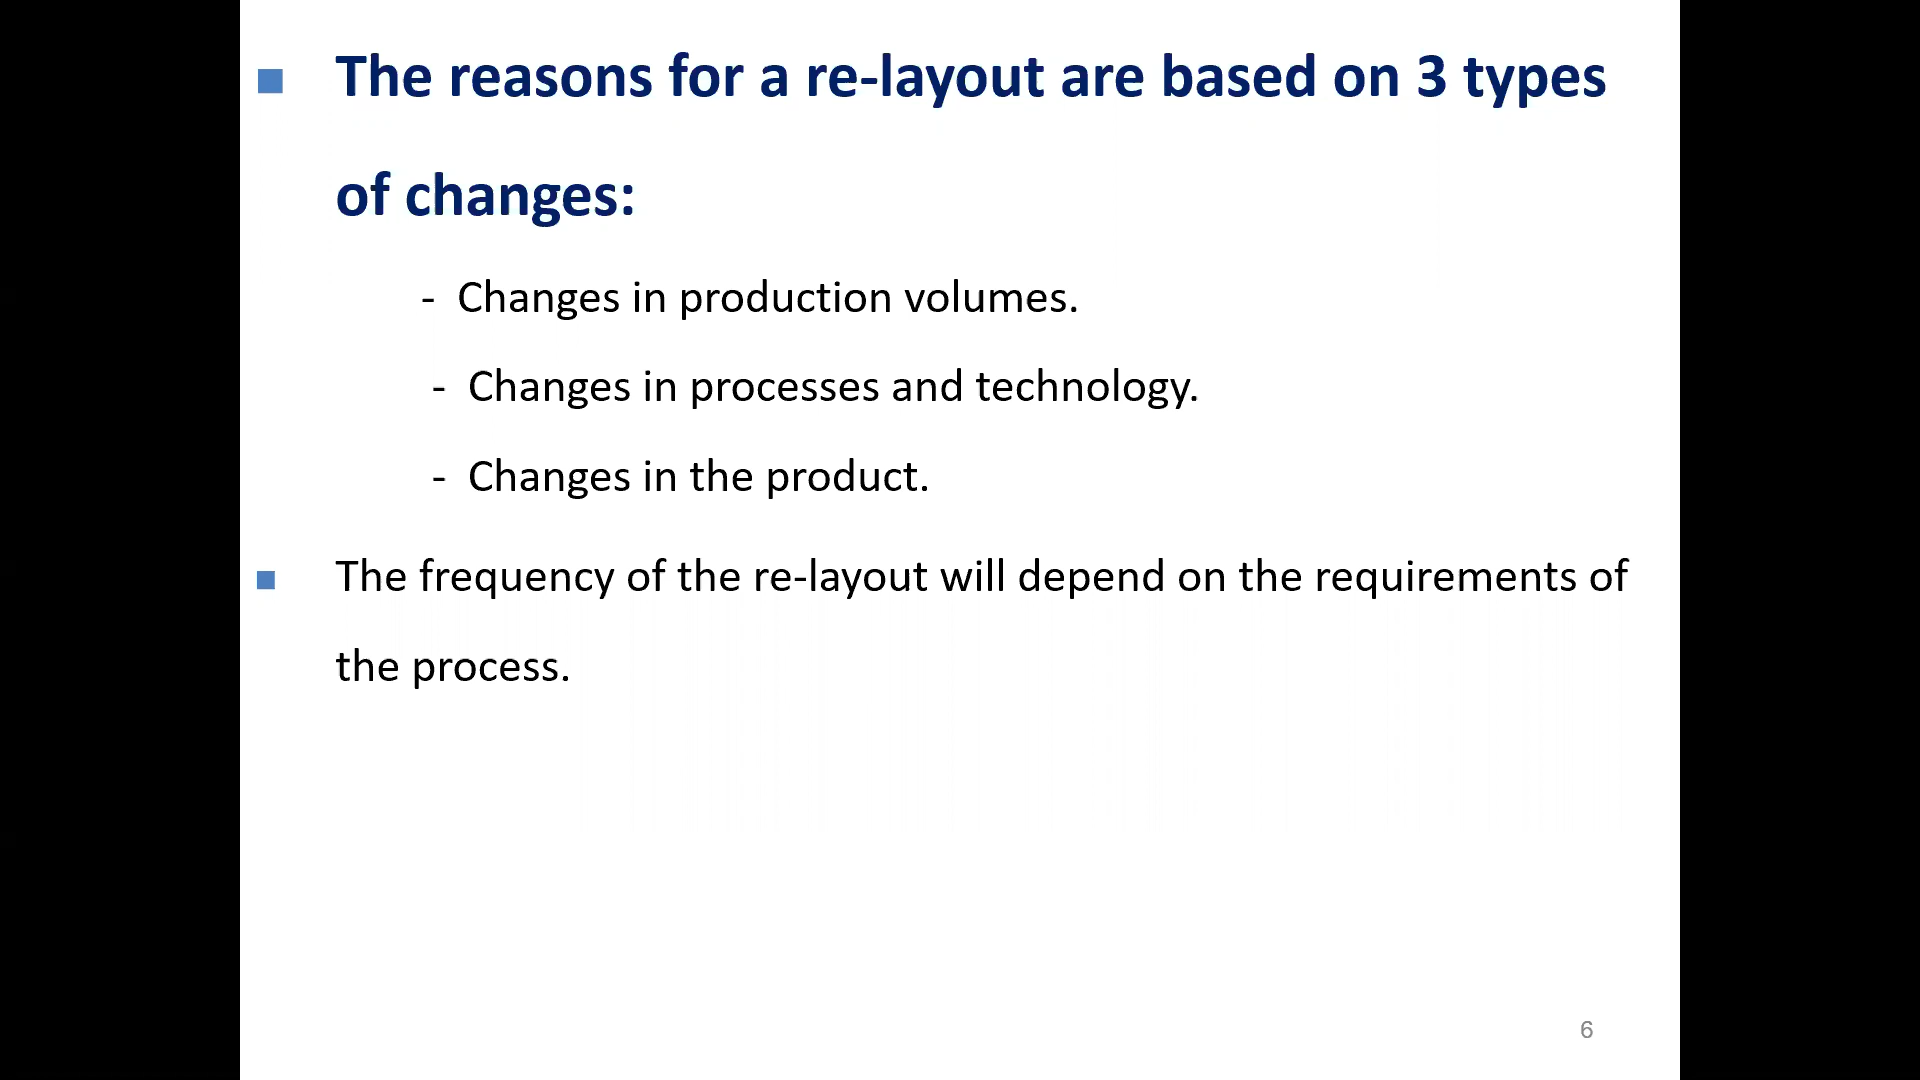 The reasons for a re-layout are based on 3 types
of changes:
- Changes in production volumes.
- Changes in processes and technology.
- Changes in the product.
The frequency of the re-layout will depend on the requirements of
the process.
6